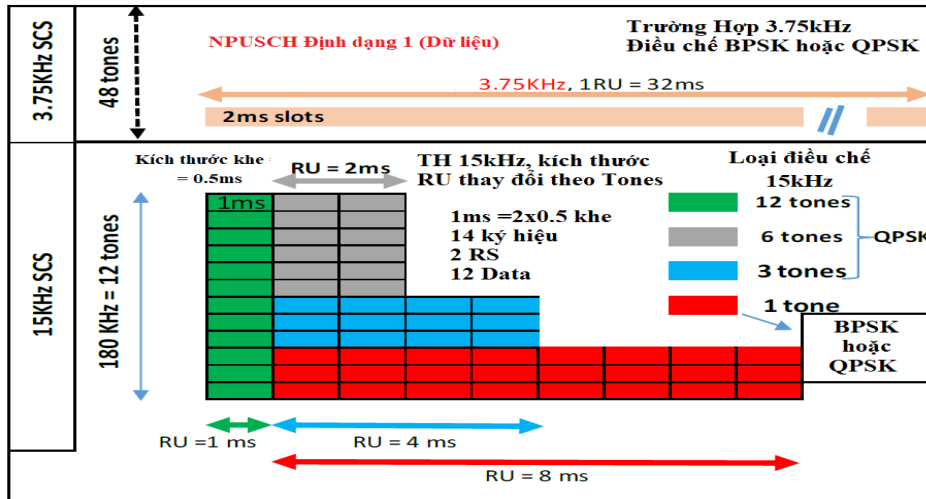 3.75KHz SCS
48 tones
NPUSCH Định dạng 1 (Dữ liệu)
Trường Hợp 3.75kHz
Điều chế BPSK hoặc QPSK
3.75KHz, 1RU = 32ms
2ms slots
15KHz SCS
180 KHz = 12 tones
Kích thước khe
= 0.5ms
RU = 2ms
TH 15kHz, kích thước
RU thay đổi theo Tones
1ms
1ms =2x0.5 khe
14 ký hiệu
2 RS
12 Data
Loại điều chế
15kHz
12 tones
6 tones
3 tones
QPSK
1 tone
BPSK
hoặc
QPSK
RU =1 ms
RU = 4 ms
RU = 8 ms